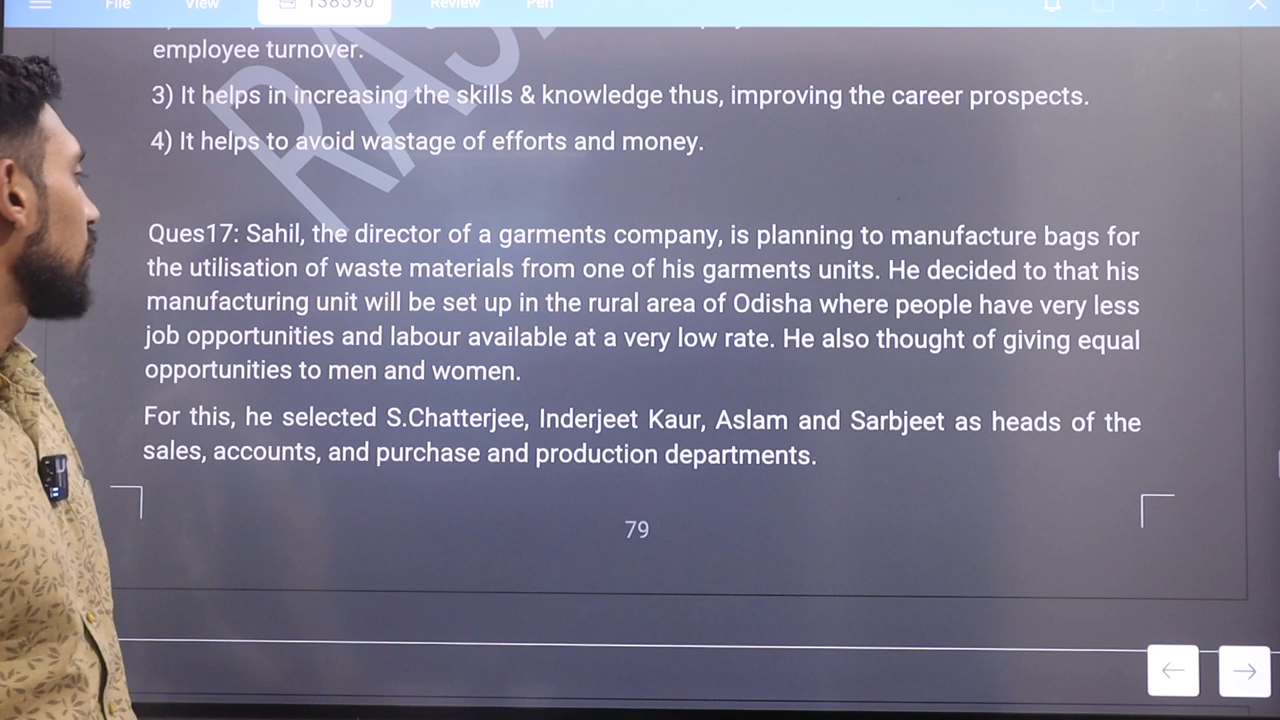 File View 138590 Review Pen
employee turnover.
3) It helps in increasing the skills & knowledge thus, improving the career prospects.
4) It helps to avoid wastage of efforts and money.
Ques17: Sahil, the director of a garments company, is planning to manufacture bags for
the utilisation of waste materials from one of his garments units. He decided to that his
manufacturing unit will be set up in the rural area of Odisha where people have very less
job opportunities and labour available at a very low rate. He also thought of giving equal
opportunities to men and women.
For this, he selected S.Chatterjee, Inderjeet Kaur, Aslam and Sarbjeet as heads of the
sales, accounts, and purchase and production departments.
79